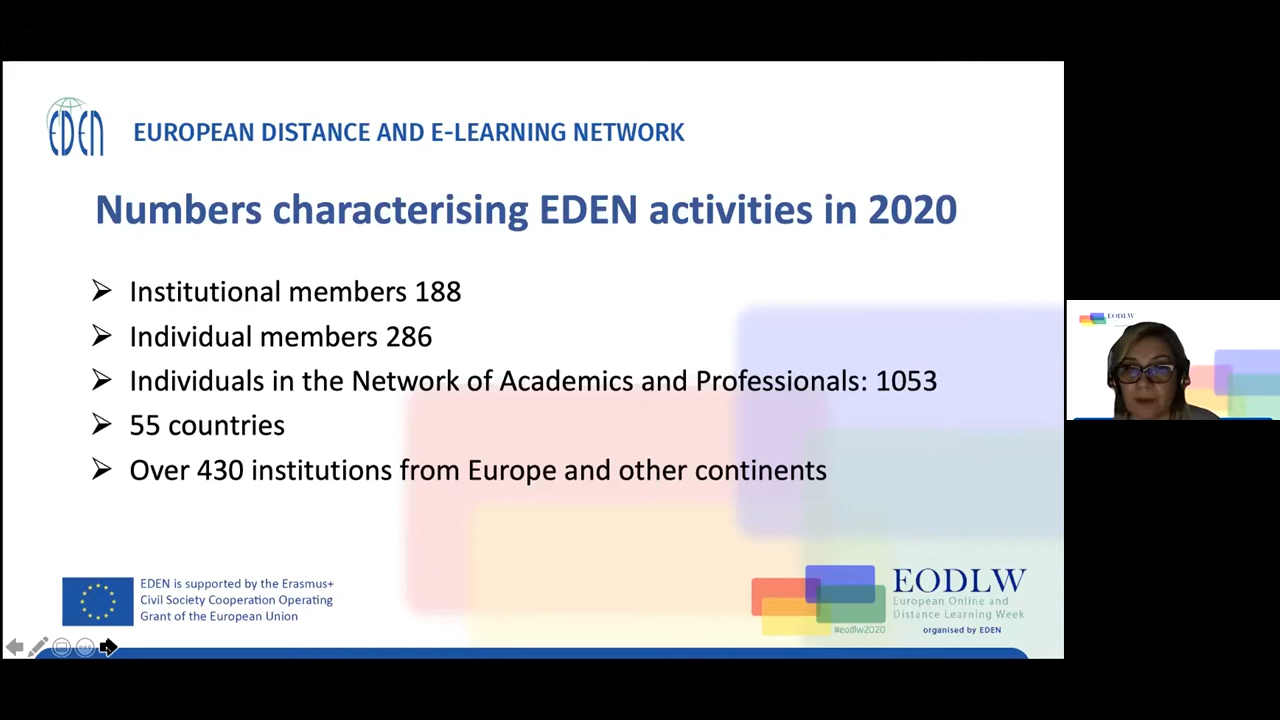 EDEN
EUROPEAN DISTANCE AND E-LEARNING NETWORK
Numbers characterising EDEN activities in 2020
Institutional members 188
Individual members 286
Individuals in the Network of Academics and Professionals: 1053
55 countries
Over 430 institutions from Europe and other continents
EDEN is supported by the Erasmus+
Civil Society Cooperation Operating
Grant of the European Union
EODLW
European Online and
Distance Learning Week
#eodlw2020
organised by EDEN
EODLW